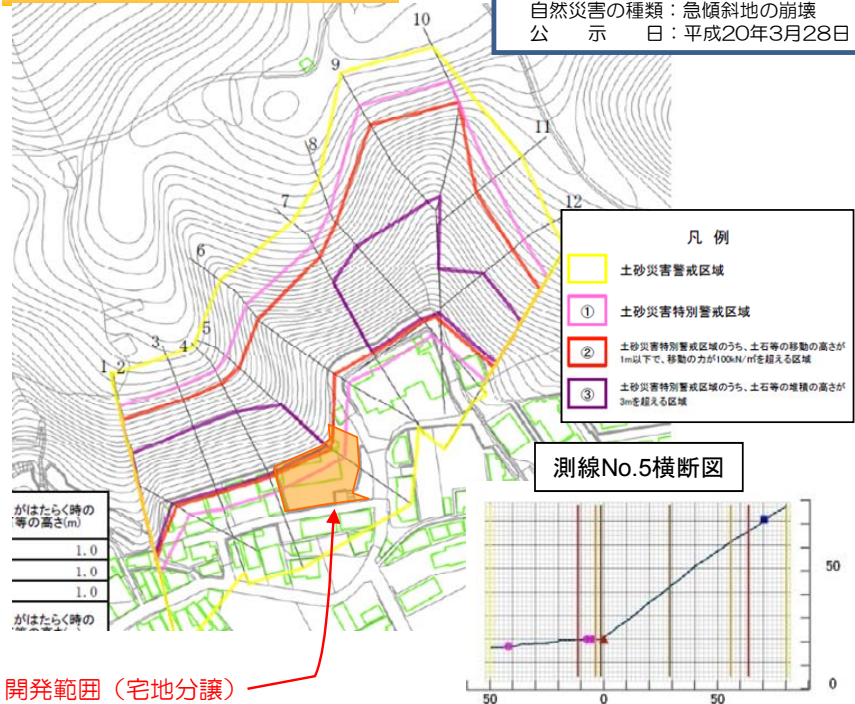 自然災害の種類：急傾斜地の崩壊
公　示　日：平成20年3月28日
10
9
8
11
7
12
6
5
4
3
2
1
凡 例
土砂災害警戒区域
① 土砂災害特別警戒区域
② 土砂災害特別警戒区域のうち、土石等の移動の高さが
1m以下で、移動の力が100kN/㎡を超える区域
③ 土砂災害特別警戒区域のうち、土石等の堆積の高さが
3mを超える区域
測線No.5横断図
がはたらく時の
等の高さ(m)
1.0
1.0
1.0
がはたらく時の
50
0
50
0
50
開発範囲（宅地分譲）